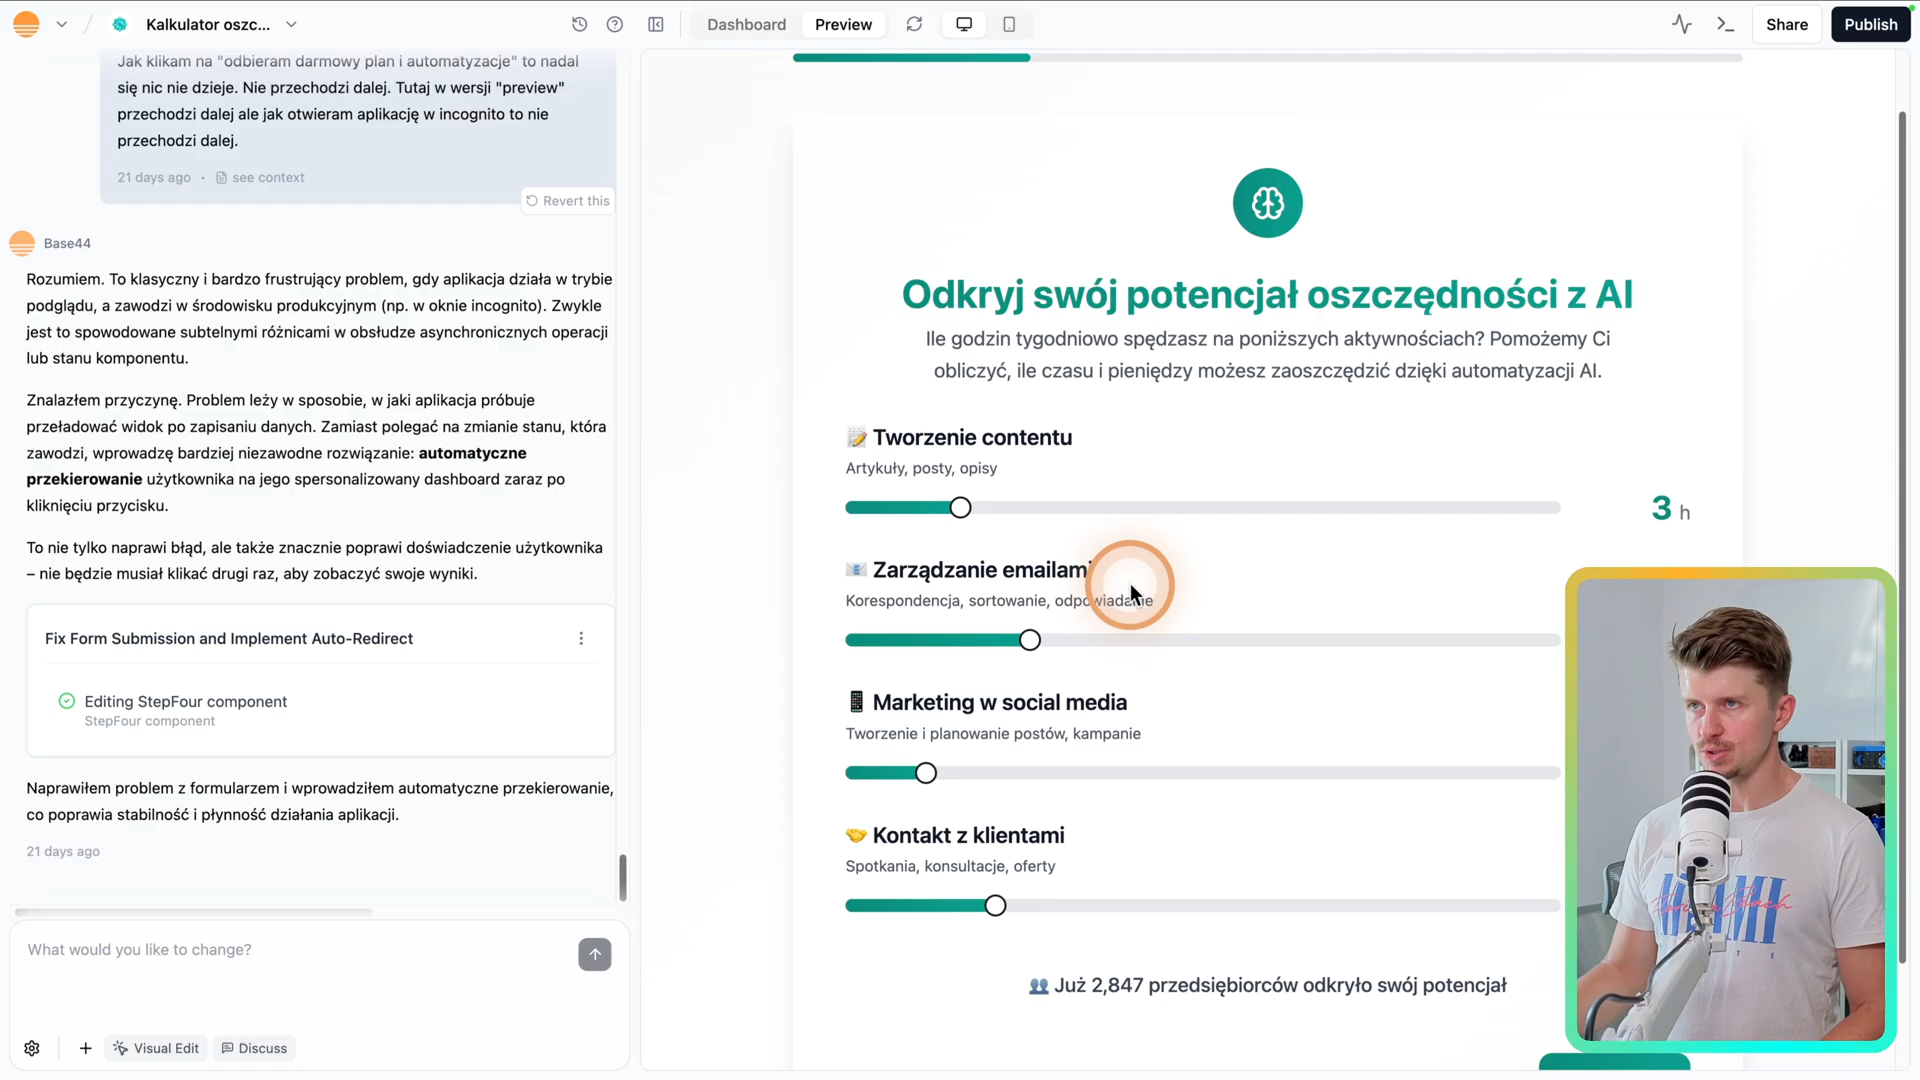 Kalkulator oszc...
Dashboard
Preview
Share
Publish
Jak klikam na "odbieram darmowy plan i automatyzacje" to nadal
się nic nie dzieje. Nie przechodzi dalej. Tutaj w wersji "preview"
przechodzi dalej ale jak otwieram aplikację w incognito to nie
przechodzi dalej.
21 days ago • see context
Revert this
Base44
Rozumiem. To klasyczny i bardzo frustrujący problem, gdy aplikacja działa w trybie
podglądu, a zawodzi w środowisku produkcyjnym (np. w oknie incognito). Zwykle
jest to spowodowane subtelnymi różnicami w obsłudze asynchronicznych operacji
lub stanu komponentu.
Znalazłem przyczynę. Problem leży w sposobie, w jaki aplikacja próbuje
przeładować widok po zapisaniu danych. Zamiast polegać na zmianie stanu, która
zawodzi, wprowadzę bardziej niezawodne rozwiązanie: automatyczne
przekierowanie użytkownika na jego spersonalizowany dashboard zaraz po
kliknięciu przycisku.
To nie tylko naprawi błąd, ale także znacznie poprawi doświadczenie użytkownika
– nie będzie musiał klikać drugi raz, aby zobaczyć swoje wyniki.
Fix Form Submission and Implement Auto-Redirect
Editing StepFour component
StepFour component
Naprawiłem problem z formularzem i wprowadziłem automatyczne przekierowanie,
co poprawia stabilność i płynność działania aplikacji.
21 days ago
What would you like to change?
Visual Edit
Discuss
Odkryj swój potencjał oszczędności z AI
Ile godzin tygodniowo spędzasz na poniższych aktywnościach? Pomożemy Ci
obliczyć, ile czasu i pieniędzy możesz zaoszczędzić dzięki automatyzacji AI.
Tworzenie contentu
Artykuły, posty, opisy
3 h
Zarządzanie emailami
Korespondencja, sortowanie, odpowiadanie
Marketing w social media
Tworzenie i planowanie postów, kampanie
Kontakt z klientami
Spotkania, konsultacje, oferty
Już 2,847 przedsiębiorców odkryło swój potencjał